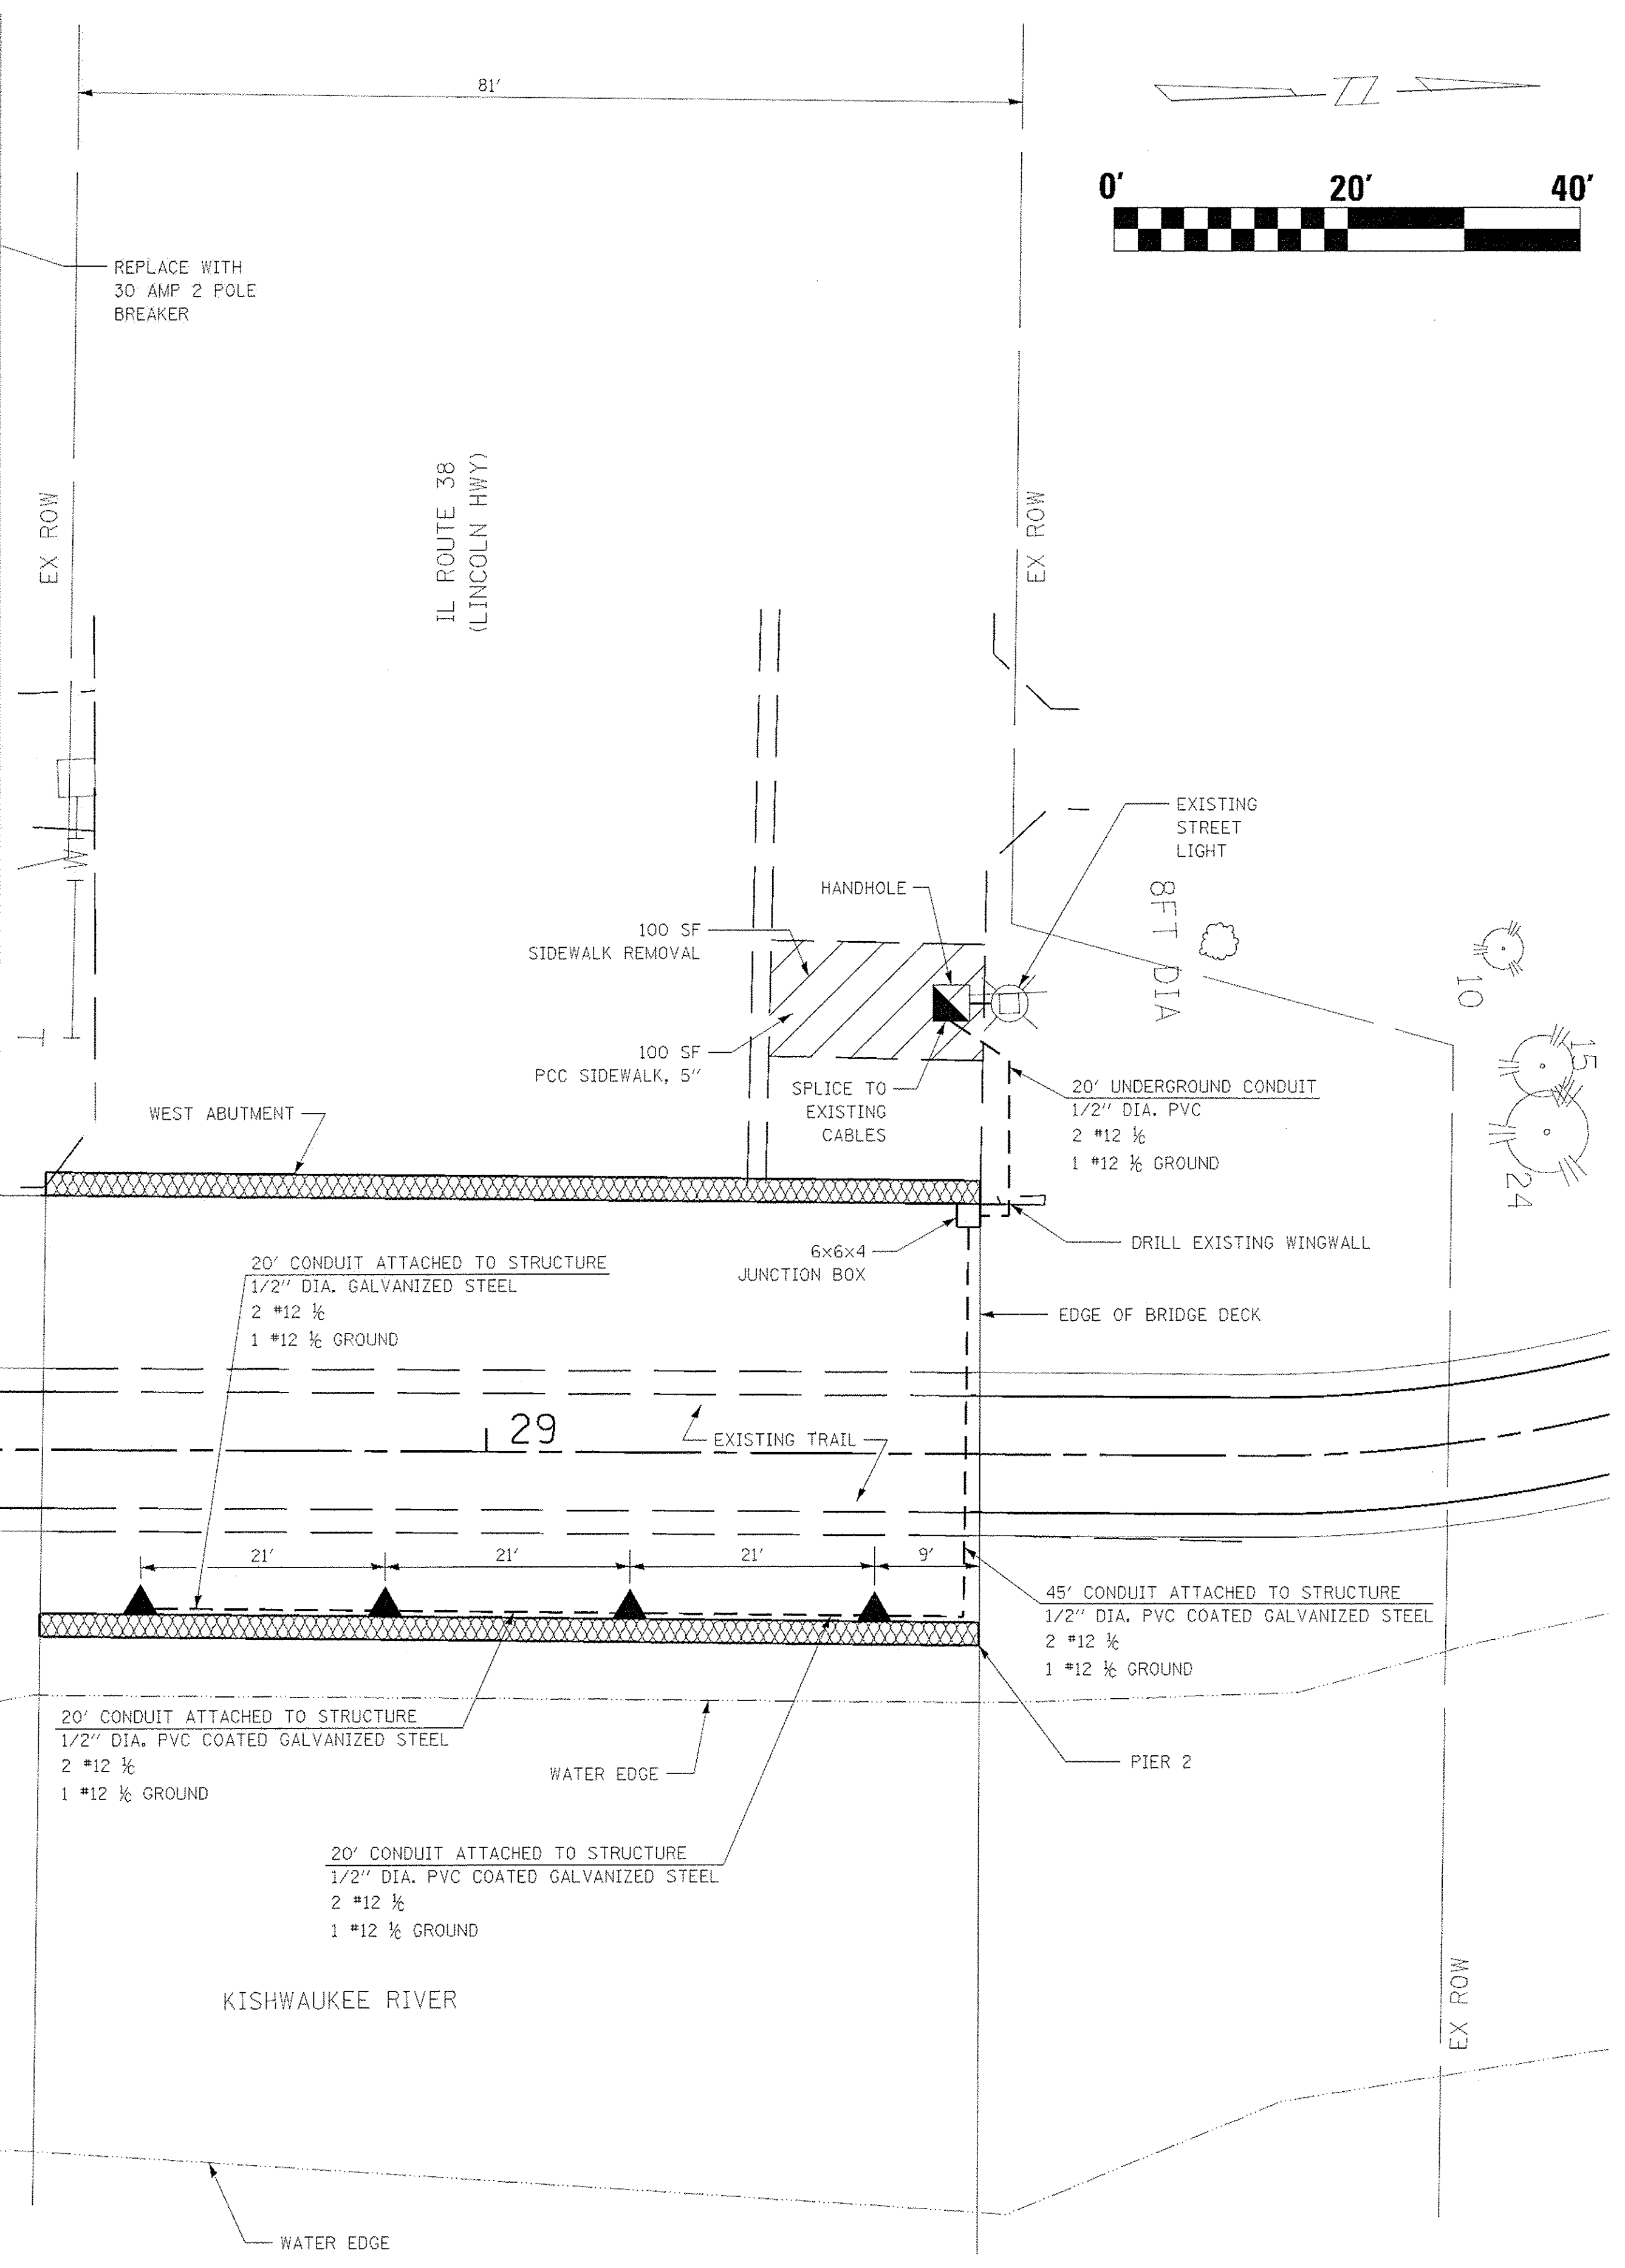 81′
0′ 20′ 40′
REPLACE WITH
30 AMP 2 POLE
BREAKER
EX ROW
IL ROUTE 38
(LINCOLN HWY)
EX ROW
EXISTING
STREET
LIGHT
HANDHOLE
8FT DIA
100 SF
SIDEWALK REMOVAL
10
15
24
100 SF
PCC SIDEWALK, 5″
SPLICE TO
EXISTING
CABLES
20′ UNDERGROUND CONDUIT
1/2″ DIA. PVC
2 #12 1/C
1 #12 1/C GROUND
W
T
WEST ABUTMENT
DRILL EXISTING WINGWALL
6x6x4
JUNCTION BOX
20′ CONDUIT ATTACHED TO STRUCTURE
1/2″ DIA. GALVANIZED STEEL
2 #12 1/C
1 #12 1/C GROUND
EDGE OF BRIDGE DECK
29
EXISTING TRAIL
21′ 21′ 21′ 9′
45′ CONDUIT ATTACHED TO STRUCTURE
1/2″ DIA. PVC COATED GALVANIZED STEEL
2 #12 1/C
1 #12 1/C GROUND
20′ CONDUIT ATTACHED TO STRUCTURE
1/2″ DIA. PVC COATED GALVANIZED STEEL
2 #12 1/C
1 #12 1/C GROUND
WATER EDGE
PIER 2
20′ CONDUIT ATTACHED TO STRUCTURE
1/2″ DIA. PVC COATED GALVANIZED STEEL
2 #12 1/C
1 #12 1/C GROUND
KISHWAUKEE RIVER
EX ROW
WATER EDGE